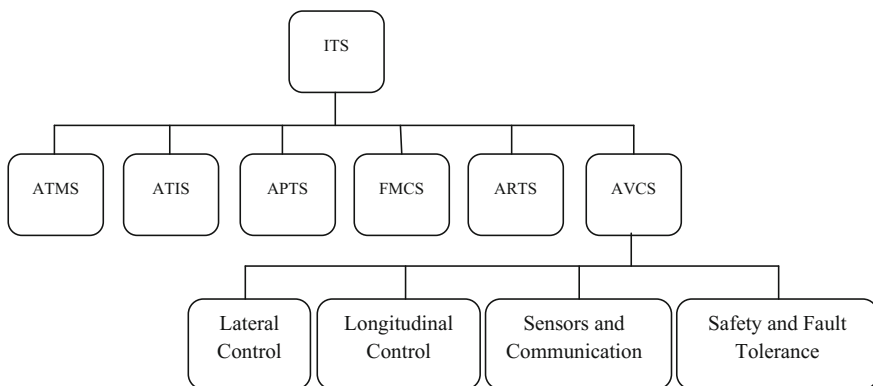 ITS
ATMS
ATIS
APTS
FMCS
ARTS
AVCS
Lateral
Control
Longitudinal
Control
Sensors and
Communication
Safety and Fault
Tolerance